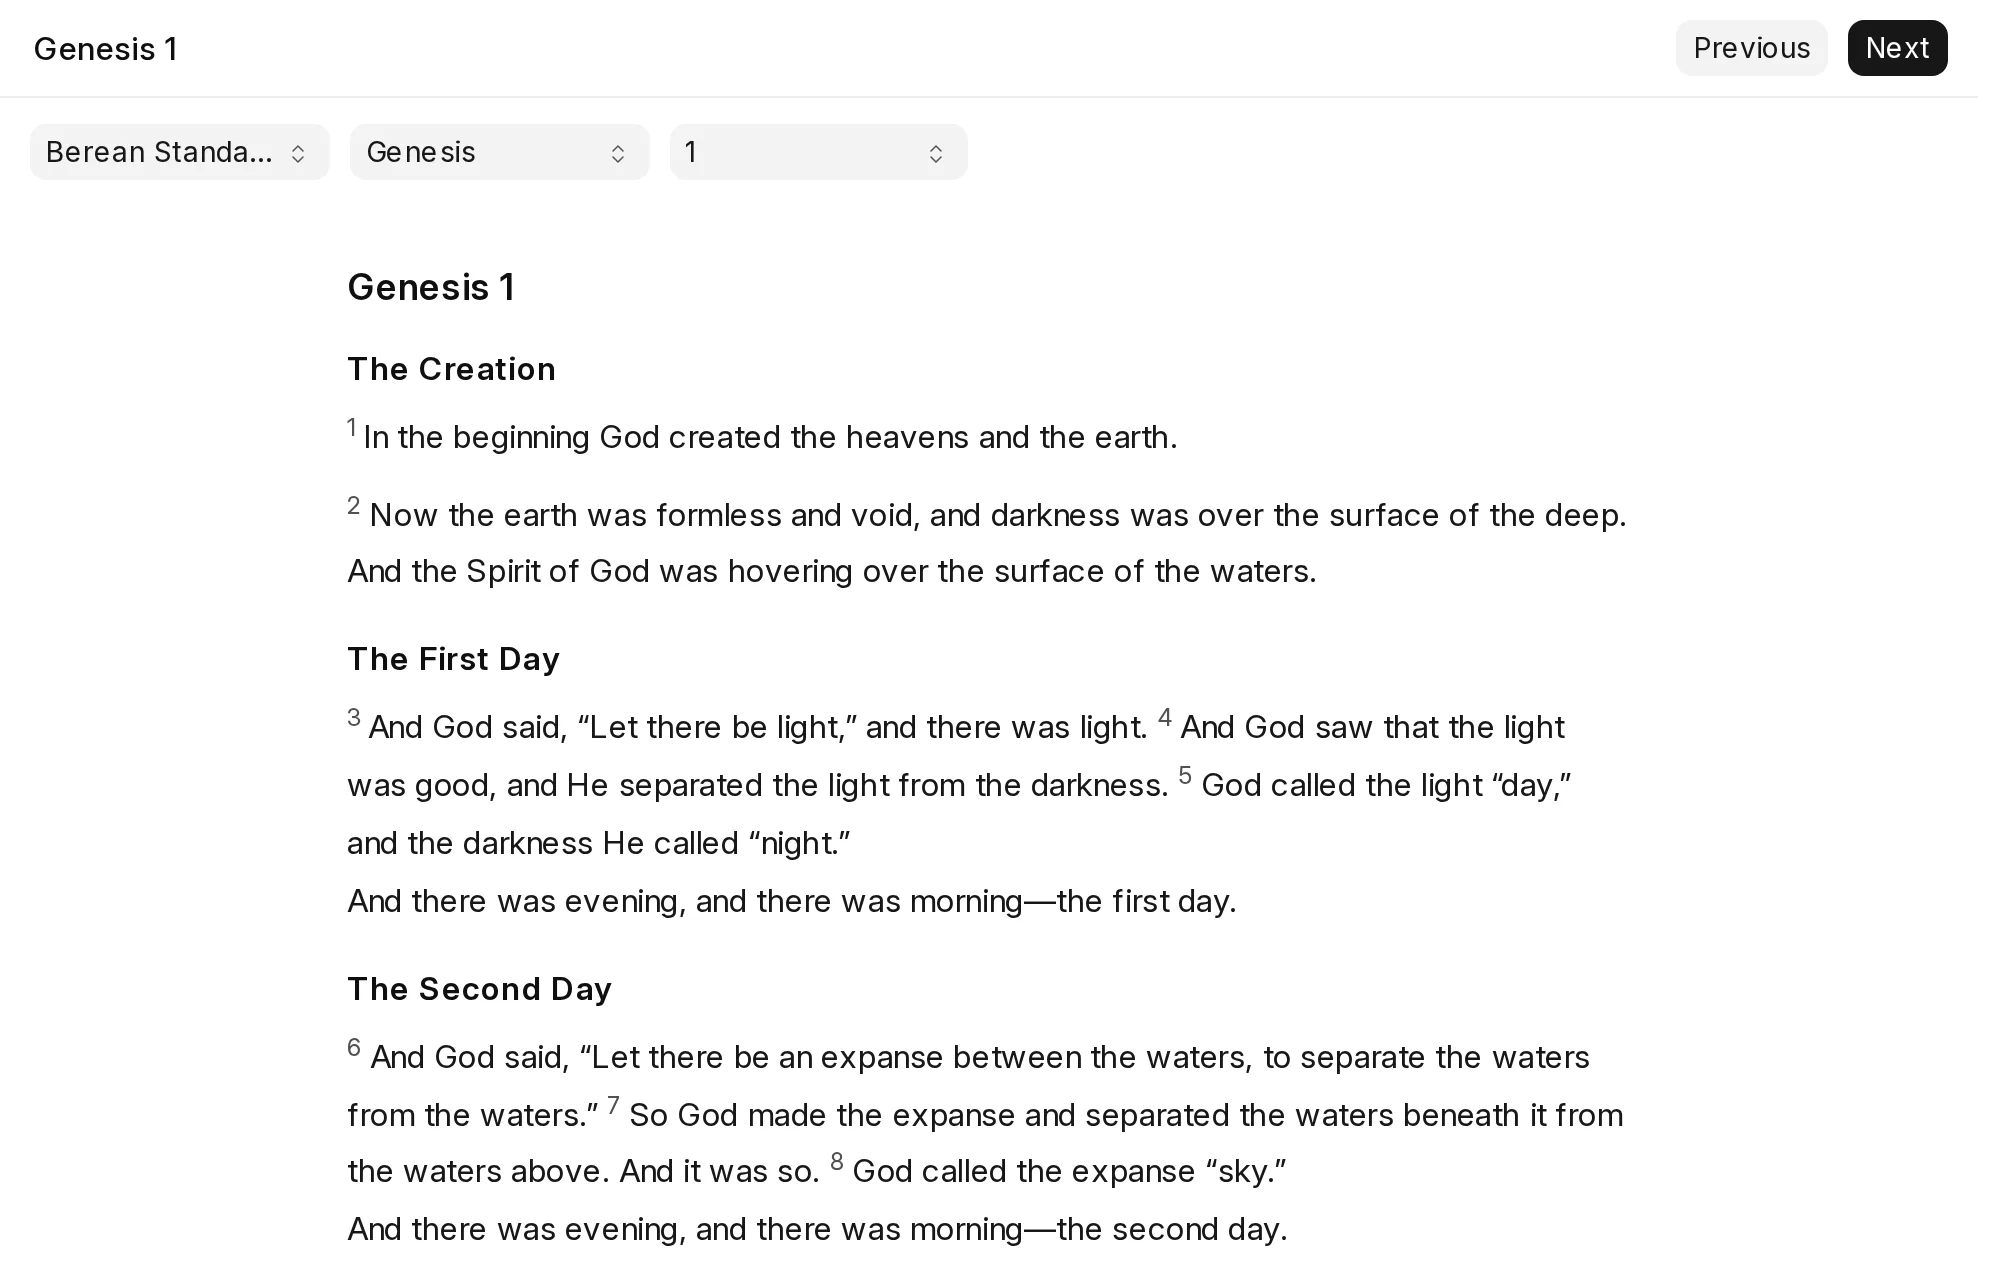 Genesis 1
Previous
Next
Berean Standa...
Genesis
1
Genesis 1
The Creation
1 In the beginning God created the heavens and the earth.
2 Now the earth was formless and void, and darkness was over the surface of the deep.
And the Spirit of God was hovering over the surface of the waters.
The First Day
3 And God said, “Let there be light,” and there was light. 4 And God saw that the light
was good, and He separated the light from the darkness. 5 God called the light “day,”
and the darkness He called “night.”
And there was evening, and there was morning—the first day.
The Second Day
6 And God said, “Let there be an expanse between the waters, to separate the waters
from the waters.” 7 So God made the expanse and separated the waters beneath it from
the waters above. And it was so. 8 God called the expanse “sky.”
And there was evening, and there was morning—the second day.